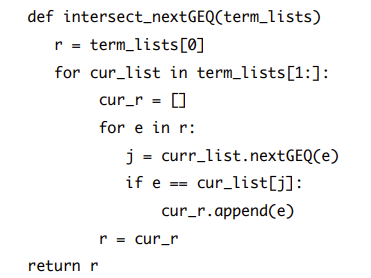 def intersect_nextGEQ(term_lists)
r = term_lists[0]
for cur_list in term_lists[1:]:
cur_r = []
for e in r:
j = curr_list.nextGEQ(e)
if e == cur_list[j]:
cur_r.append(e)
r = cur_r
return r